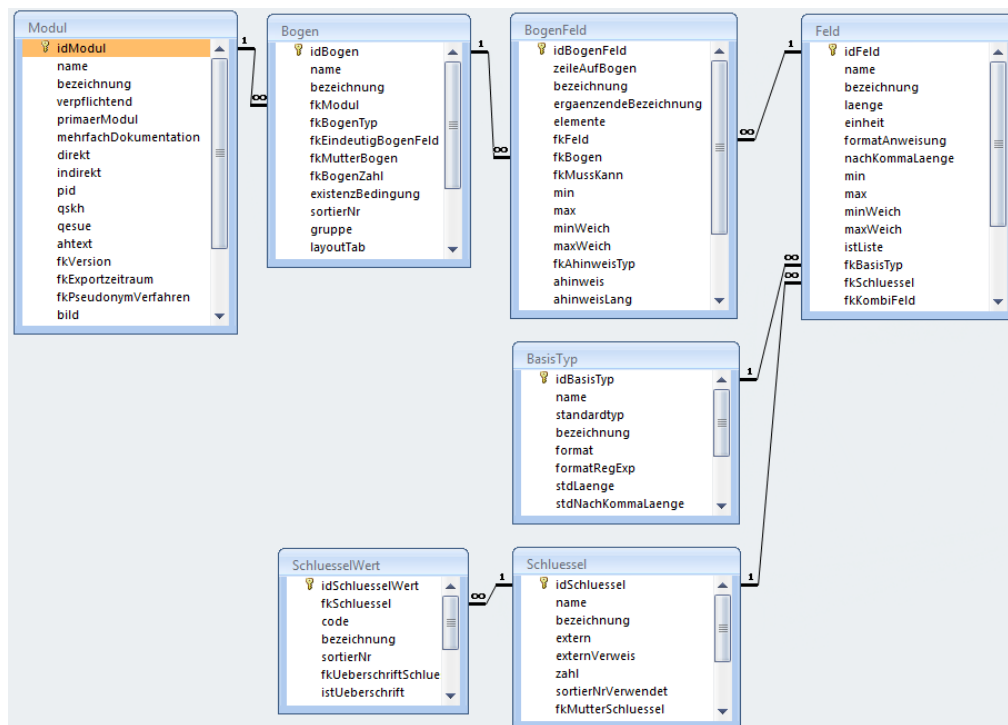 Modul
idModul
name
bezeichnung
verpflichtend
primaerModul
mehrfachDokumentation
direkt
indirekt
pid
qskh
qesue
ahtext
fkVersion
fkExportzeitraum
fkPseudonymVerfahren
bild
1
∞
Bogen
idBogen
name
bezeichnung
fkModul
fkBogenTyp
fkEindeutigBogenFeld
fkMutterBogen
fkBogenZahl
existenzBedingung
sortierNr
gruppe
layoutTab
1
∞
BogenFeld
idBogenFeld
zeileAufBogen
bezeichnung
ergaenzendeBezeichnung
elemente
fkFeld
fkBogen
fkMussKann
min
max
minWeich
maxWeich
fkAhinweisTyp
ahinweis
ahinweisLang
1
∞
Feld
idFeld
name
bezeichnung
laenge
einheit
formatAnweisung
nachKommaLaenge
min
max
minWeich
maxWeich
istListe
fkBasisTyp
fkSchluessel
fkKombiFeld
∞
∞
BasisTyp
idBasisTyp
name
standardtyp
bezeichnung
format
formatRegExp
stdLaenge
stdNachKommaLaenge
1
SchluesselWert
idSchluesselWert
fkSchluessel
code
bezeichnung
sortierNr
fkUeberschriftSchlue
istUeberschrift
∞
1
Schluessel
idSchluessel
name
bezeichnung
extern
externVerweis
zahl
sortierNrVerwendet
fkMutterSchluessel
1